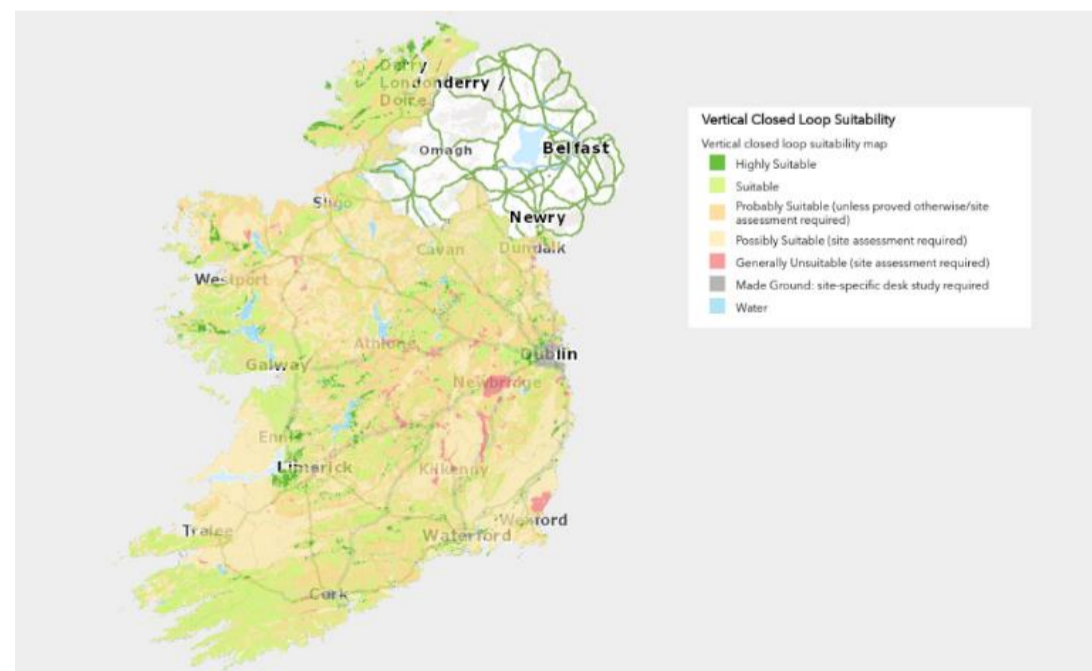 Derry /
Londonderry /
Doire
Omagh
Belfast
Sligo
Newry
Cavan
Dundalk
Westport
Athlone
Dublin
Galway
Newbridge
Ennis
Limerick
Kilkenny
Wexford
Tralee
Waterford
Cork
Vertical Closed Loop Suitability
Vertical closed loop suitability map
Highly Suitable
Suitable
Probably Suitable (unless proved otherwise/site
assessment required)
Possibly Suitable (site assessment required)
Generally Unsuitable (site assessment required)
Made Ground: site-specific desk study required
Water